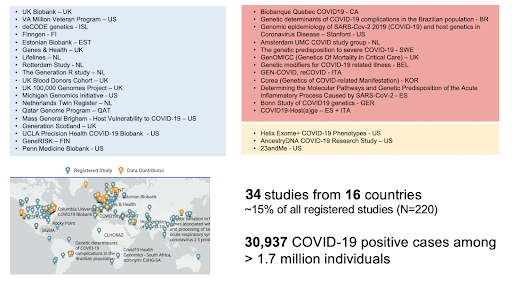 UK Biobank – UK
VA Million Veteran Program – US
deCODE genetics - ISL
Finngen - FI
Estonian Biobank – EST
Genes & Health – UK
Lifelines - NL
Rotterdam Study - NL
The Generation R study – NL
UK Blood Donors Cohort – UK
UK 100,000 Genomes Project – UK
Michigan Genomics Initiative - US
Netherlands Twin Register – NL
Qatar Genome Program – QAT
Mass General Brigham - Host Vulnerability to COVID-19 – US
Generation Scotland – UK
UCLA Precision Health COVID-19 Biobank - US
GeneRISK – FIN
Penn Medicine Biobank - US
Biobanque Quebec COVID-19 - CA
Genetic determinants of COVID-19 complications in the Brazilian population - BR
Genomic epidemiology of SARS-Cov-2 2019 (COVID-19) and host genetics in
Coronavirus Disease – Stanford - US
Amsterdam UMC COVID study group - NL
The genetic predisposition to severe COVID-19 - SWE
GenOMICC (Genetics Of Mortality in Critical Care) – UK
Genetic modifiers for COVID-19 related illness - BEL
GEN-COVID, reCOVID - ITA
Corea (Genetics of COVID-related Manifestation) - KOR
Determining the Molecular Pathways and Genetic Predisposition of the Acute
Inflammatory Process Caused by SARS-CoV-2 - ES
Bonn Study of COVID19 genetics - GER
COVID19-Host(a)ge – ES + ITA
Helix Exome+ COVID-19 Phenotypes - US
AncestryDNA COVID-19 Research Study – US
23andMe - US
Registered Study
Data Contributor
Estonian Biobank
Columbia University
COVID19 Biobank
& Health
Genetic determinants
of COVID-19
complications in the
Brazilian population
Covid19 Health
Genomics - South Africa,
34 studies from 16 countries
~15% of all registered studies (N=220)
30,937 COVID-19 positive cases among
> 1.7 million individuals